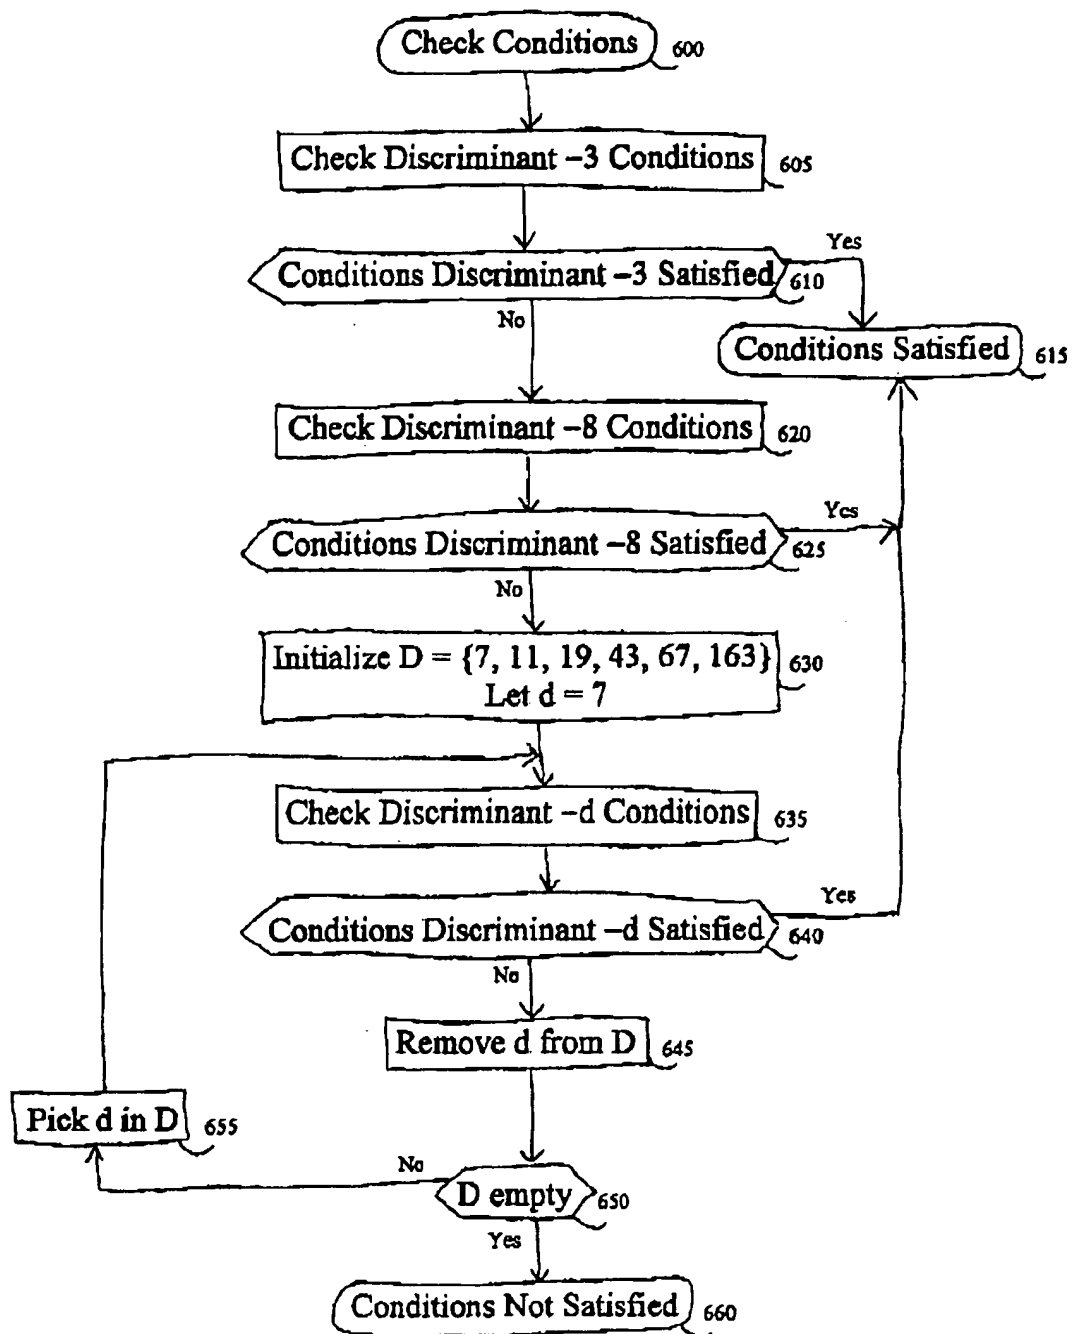 Check Conditions 600
Check Discriminant –3 Conditions 605
Conditions Discriminant –3 Satisfied 610
Yes
No
Conditions Satisfied 615
Check Discriminant –8 Conditions 620
Conditions Discriminant –8 Satisfied 625
Yes
No
Initialize D = {7, 11, 19, 43, 67, 163} 630
Let d = 7
Check Discriminant –d Conditions 635
Conditions Discriminant –d Satisfied 640
Yes
No
Remove d from D 645
Pick d in D 655
No
D empty 650
Yes
Conditions Not Satisfied 660